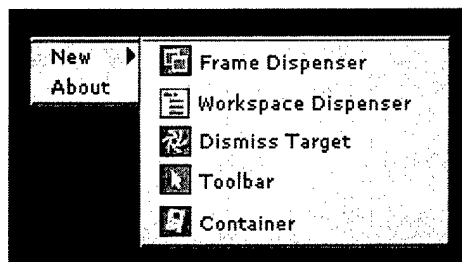 New
About
Frame Dispenser
Workspace Dispenser
Dismiss Target
Toolbar
Container